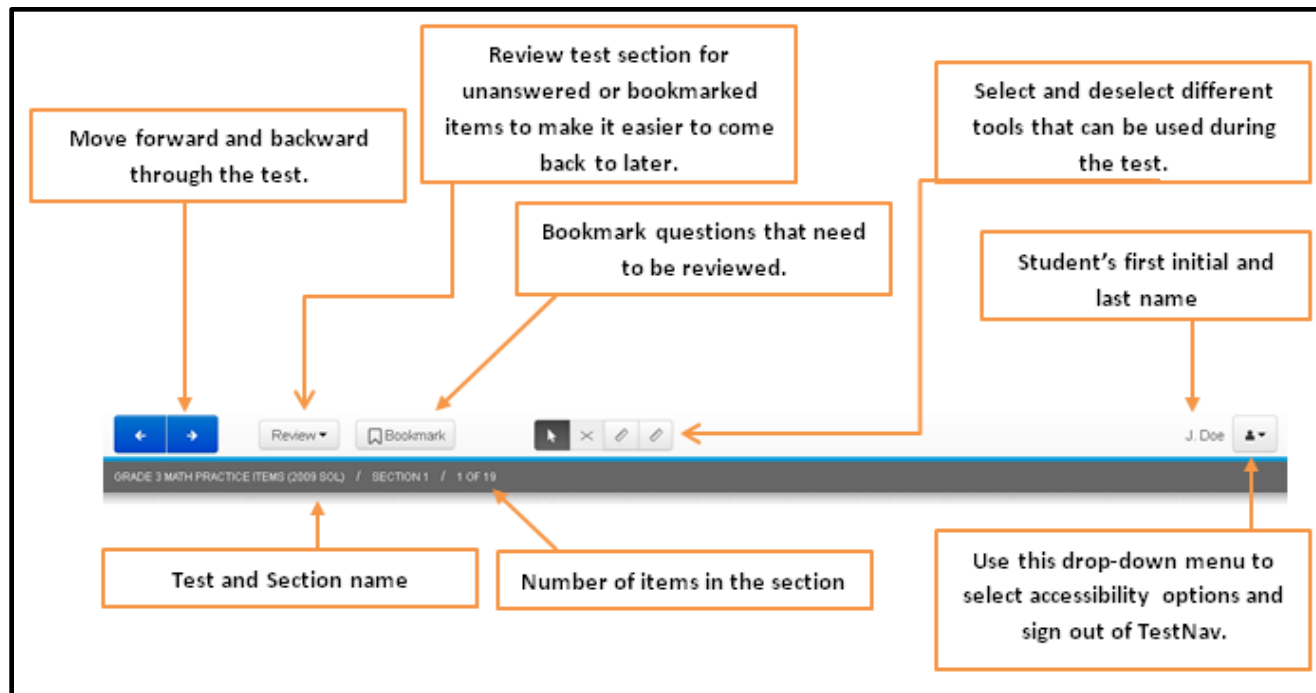 Review test section for
unanswered or bookmarked
items to make it easier to come
back to later.
Select and deselect different
tools that can be used during
the test.
Move forward and backward
through the test.
Bookmark questions that need
to be reviewed.
Student’s first initial and
last name
Review
Bookmark
J. Doe
GRADE 3 MATH PRACTICE ITEMS (2009 SOL) / SECTION 1 / 1 OF 19
Test and Section name
Number of items in the section
Use this drop-down menu to
select accessibility options and
sign out of TestNav.